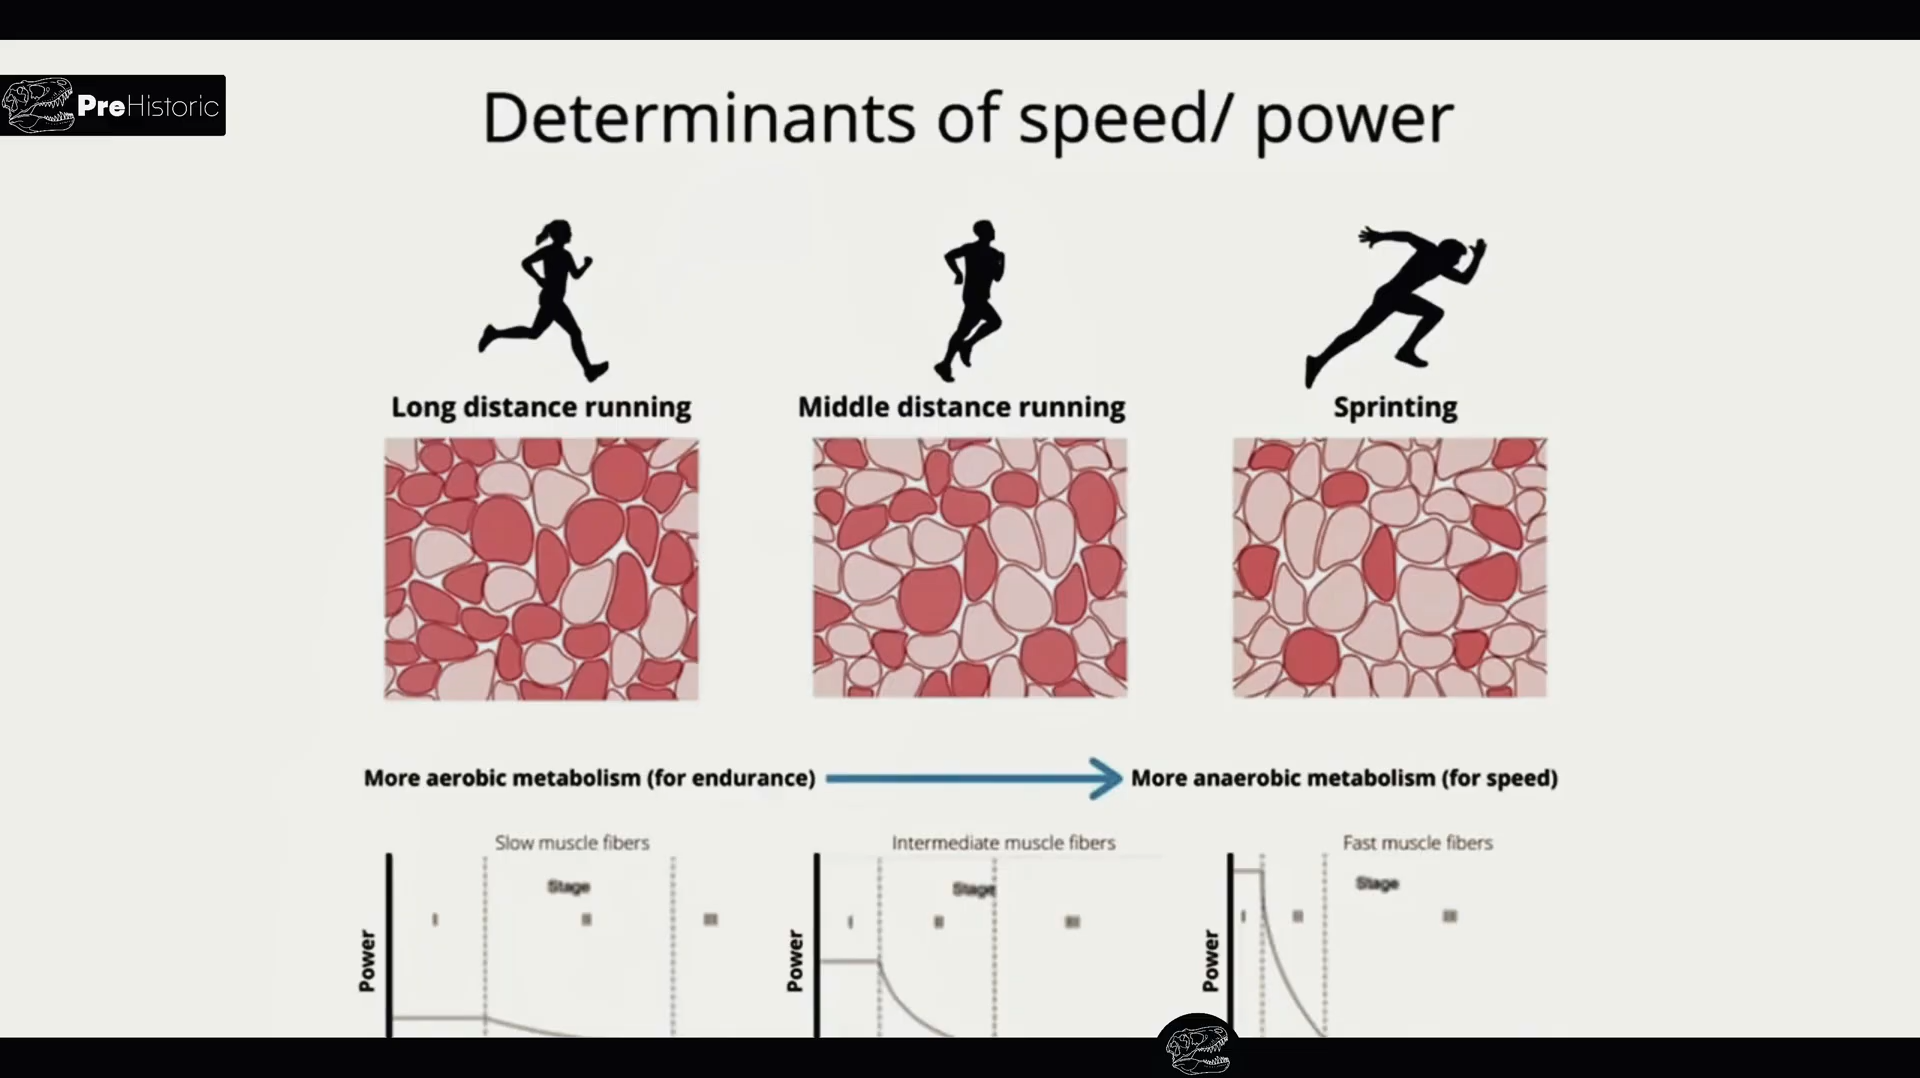 PreHistoric
Determinants of speed/ power
Long distance running
Middle distance running
Sprinting
More aerobic metabolism (for endurance)
More anaerobic metabolism (for speed)
Slow muscle fibers
Intermediate muscle fibers
Fast muscle fibers
Stage
Stage
Stage
I
II
III
I
II
III
I
II
III
Power
Power
Power